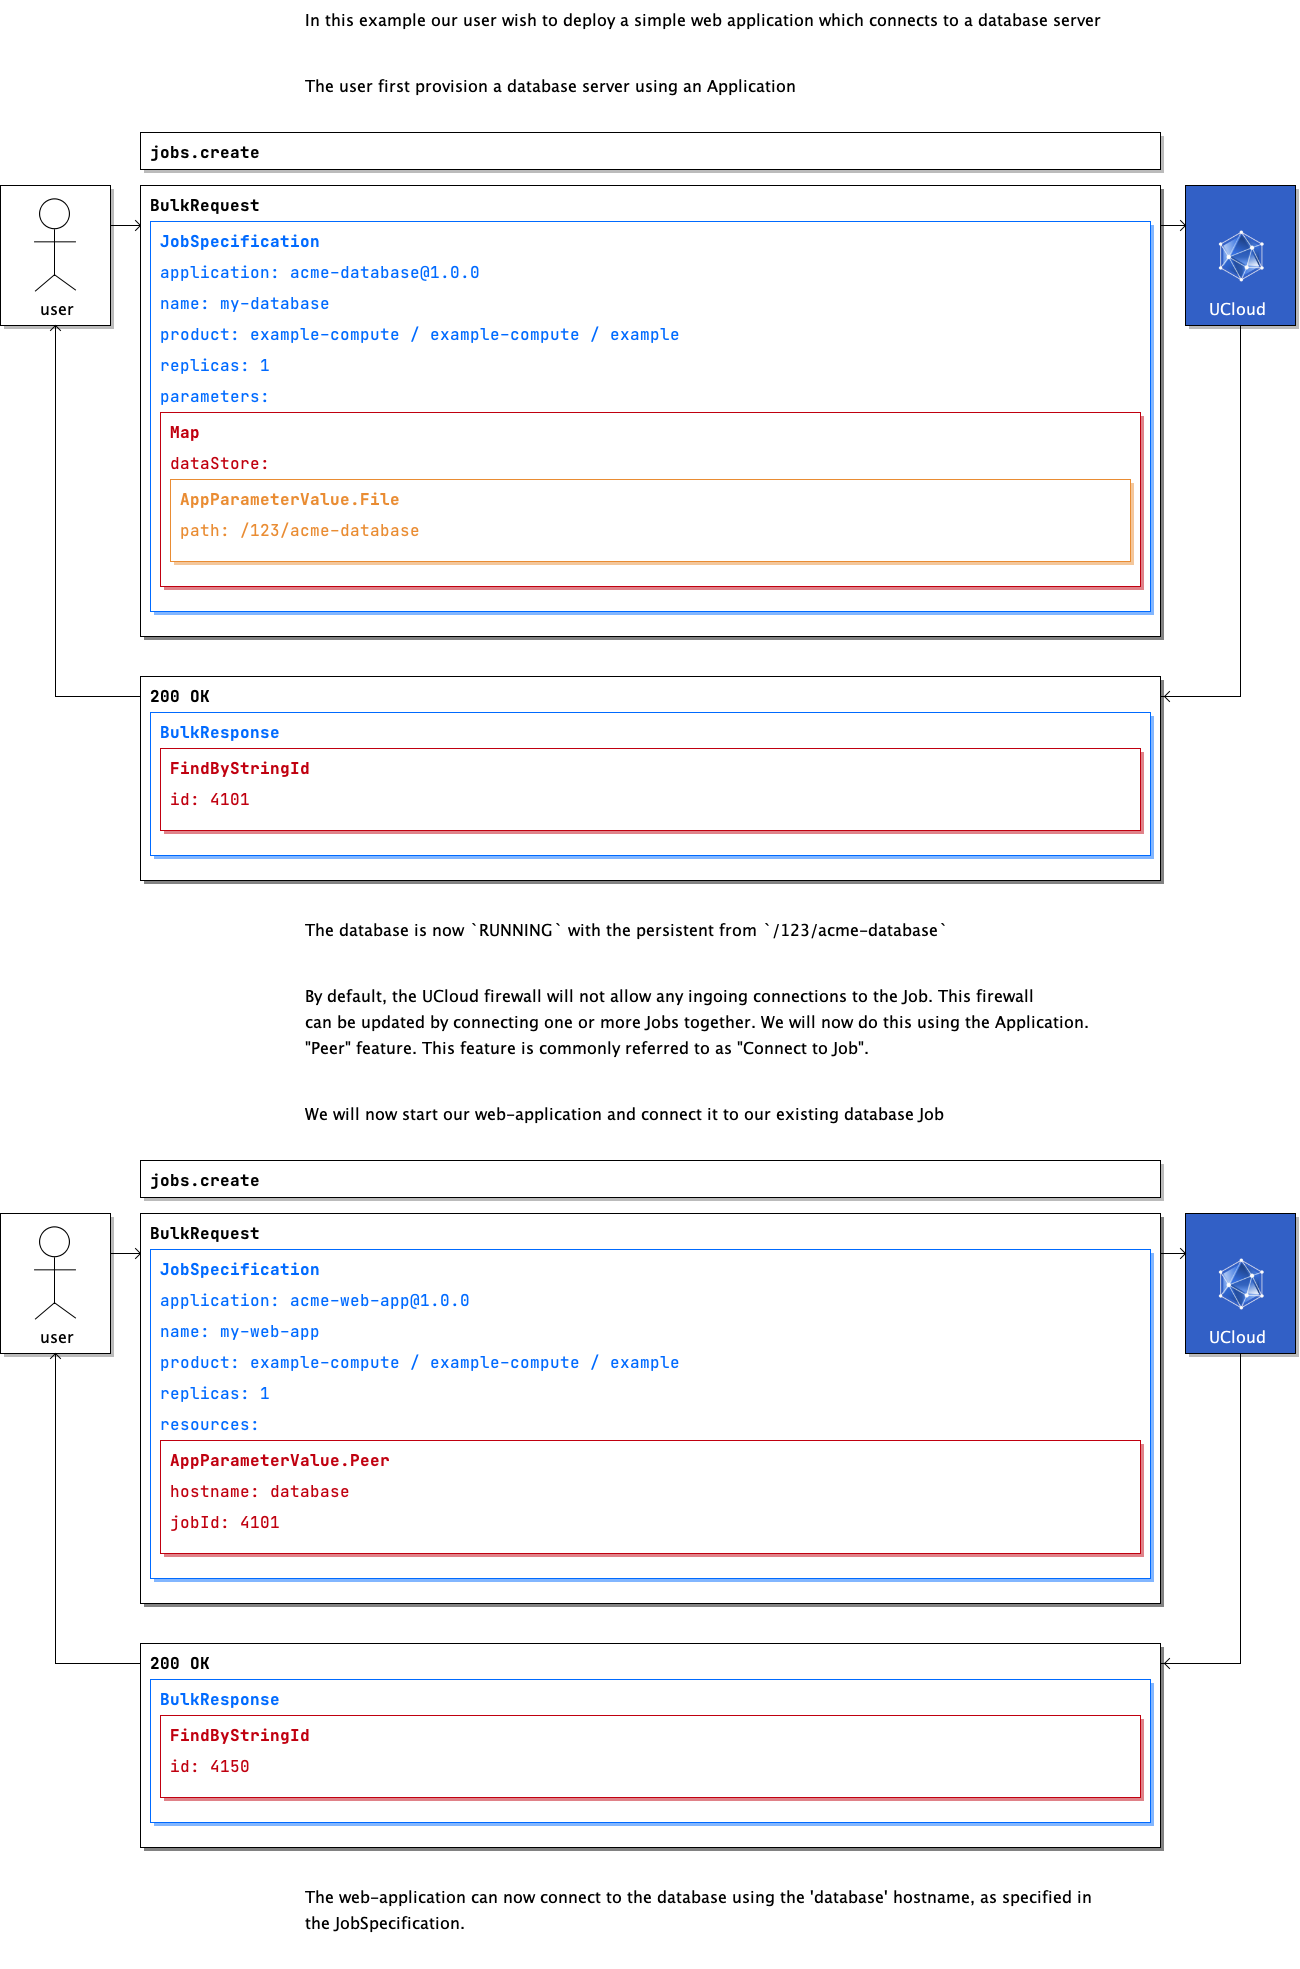 In this example our user wish to deploy a simple web application which connects to a database server
The user first provision a database server using an Application
jobs.create
BulkRequest
JobSpecification
application: acme-database@1.0.0
name: my-database
product: example-compute / example-compute / example
replicas: 1
parameters:
Map
dataStore:
AppParameterValue.File
path: /123/acme-database
user
UCloud
200 OK
BulkResponse
FindByStringId
id: 4101
The database is now `RUNNING` with the persistent from `/123/acme-database`
By default, the UCloud firewall will not allow any ingoing connections to the Job. This firewall
can be updated by connecting one or more Jobs together. We will now do this using the Application.
"Peer" feature. This feature is commonly referred to as "Connect to Job".
We will now start our web-application and connect it to our existing database Job
jobs.create
BulkRequest
JobSpecification
application: acme-web-app@1.0.0
name: my-web-app
product: example-compute / example-compute / example
replicas: 1
resources:
AppParameterValue.Peer
hostname: database
jobId: 4101
user
UCloud
200 OK
BulkResponse
FindByStringId
id: 4150
The web-application can now connect to the database using the 'database' hostname, as specified in
the JobSpecification.